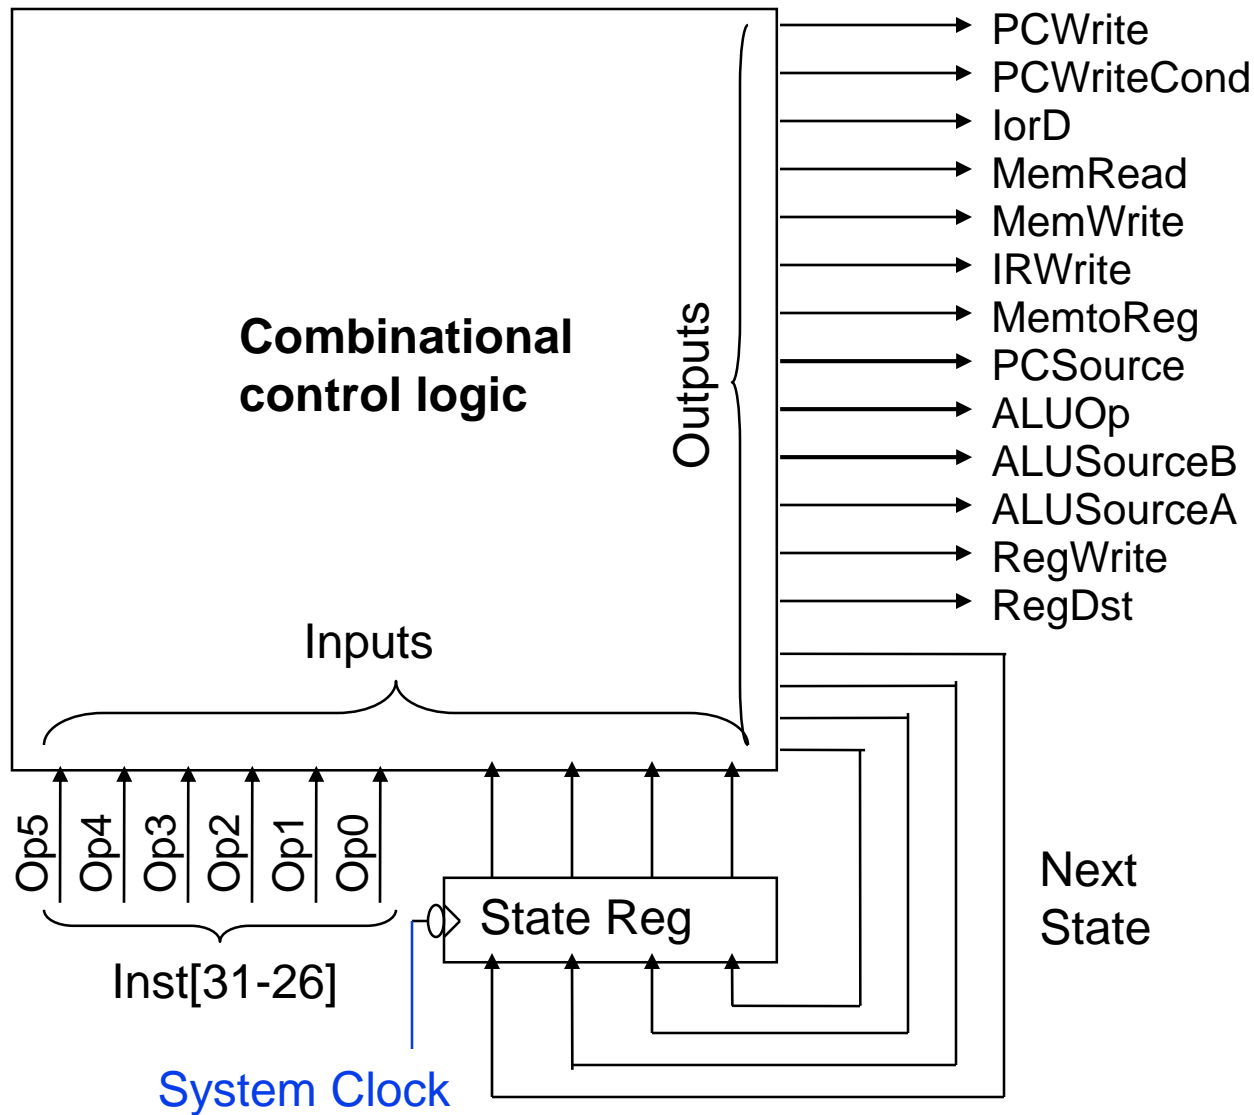 PCWrite
PCWriteCond
IorD
MemRead
MemWrite
IRWrite
MemtoReg
PCSource
ALUOp
ALUSourceB
ALUSourceA
RegWrite
RegDst
Combinational
control logic
Outputs
Inputs
Op5
Op4
Op3
Op2
Op1
Op0
Inst[31-26]
State Reg
System Clock
Next
State